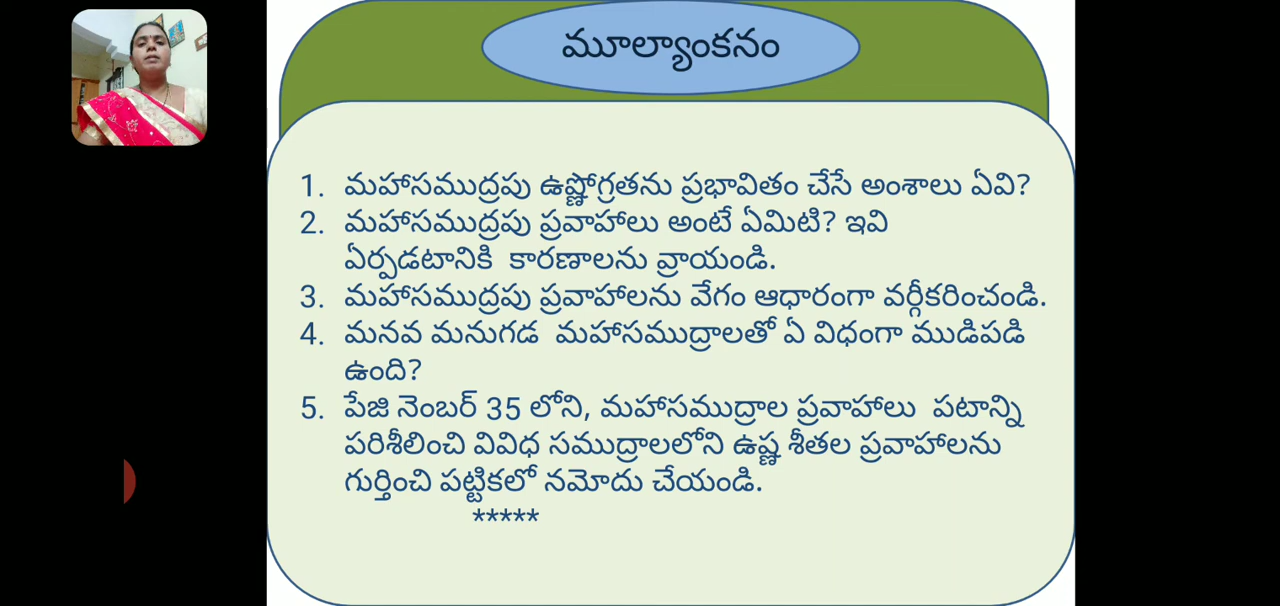 మూల్యాంకనం
1. మహాసముద్రపు ఉష్ణోగ్రతను ప్రభావితం చేసే అంశాలు ఏవి?
2. మహాసముద్రపు ప్రవాహాలు అంటే ఏమిటి? ఇవి
ఏర్పడటానికి కారణాలను వ్రాయండి.
3. మహాసముద్రపు ప్రవాహాలను వేగం ఆధారంగా వర్గీకరించండి.
4. మనవ మనుగడ మహాసముద్రాలతో ఏ విధంగా ముడిపడి
ఉంది?
5. పేజి నెంబర్ 35 లోని, మహాసముద్రాల ప్రవాహాలు పటాన్ని
పరిశీలించి వివిధ సముద్రాలలోని ఉష్ణ శీతల ప్రవాహాలను
గుర్తించి పట్టికలో నమోదు చేయండి.
*****